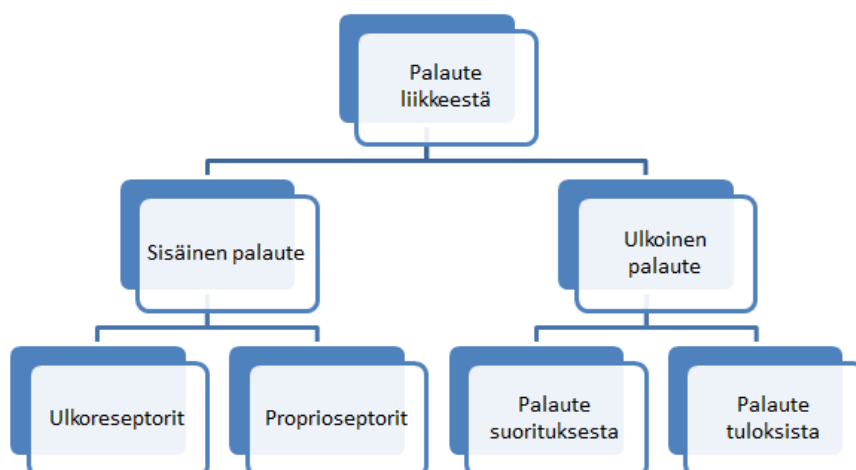 Palaute
liikkeestä
Sisäinen palaute
Ulkoinen
palaute
Ulkoreseptorit
Proprioseptorit
Palaute
suorituksesta
Palaute
tuloksista